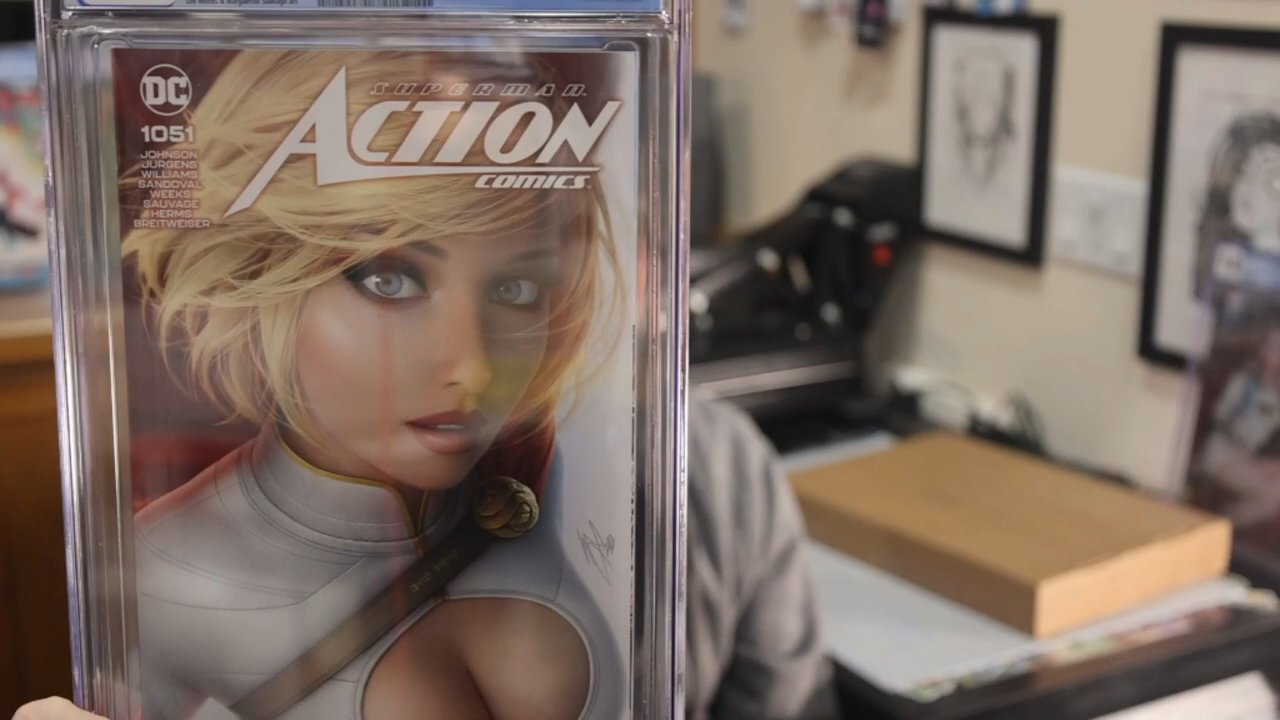 DC
1051
JOHNSON
JURGENS
WILLIAMS
SANDOVAL
WEEKS
SAUVAGE
HERMS
BREITWEISER
SUPERMAN
ACTION
COMICS